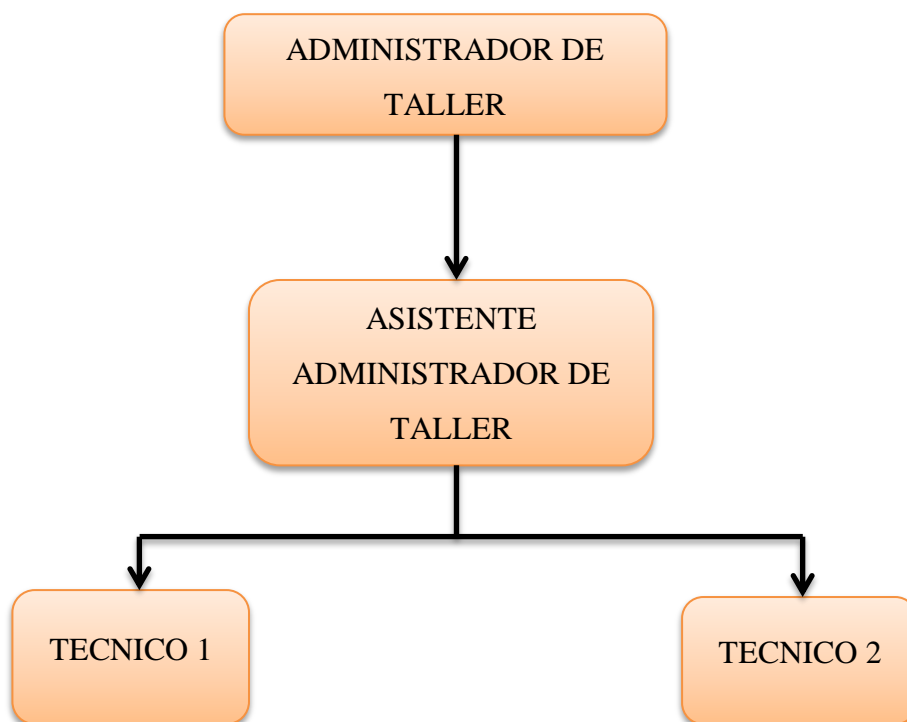 ADMINISTRADOR DE
TALLER
ASISTENTE
ADMINISTRADOR DE
TALLER
TECNICO 1
TECNICO 2